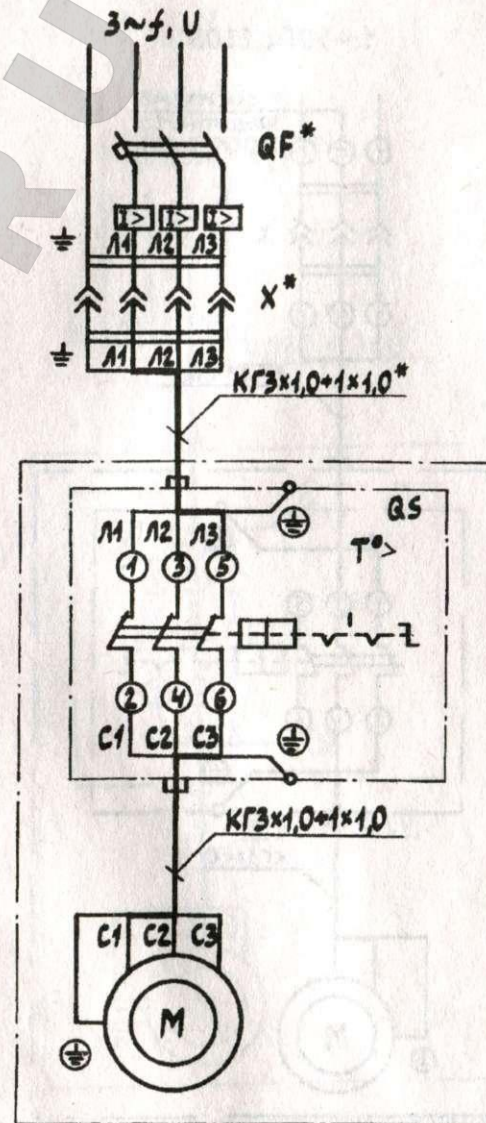 3~f, U
QF*
I> I> I>
Л1 Л2 Л3
X*
Л1 Л2 Л3
КГ3×1,0+1×1,0*
QS
Л1 Л2 Л3
T°>
1 3 5
2 4 6
С1 С2 С3
КГ3×1,0+1×1,0
С1 С2 С3
М
RU